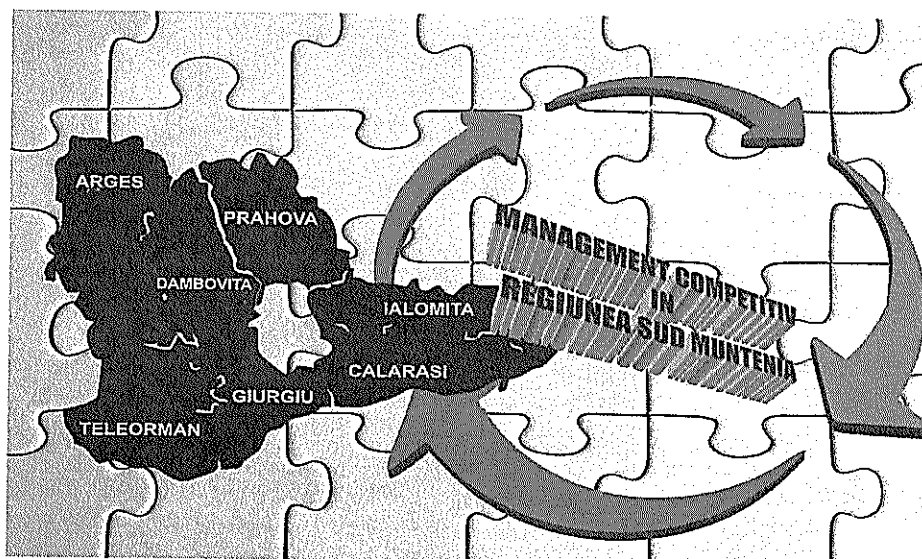 ARGES
PRAHOVA
DAMBOVITA
IALOMITA
CALARASI
GIURGIU
TELEORMAN
MANAGEMENT COMPETITIV
IN
REGIUNEA SUD MUNTENIA